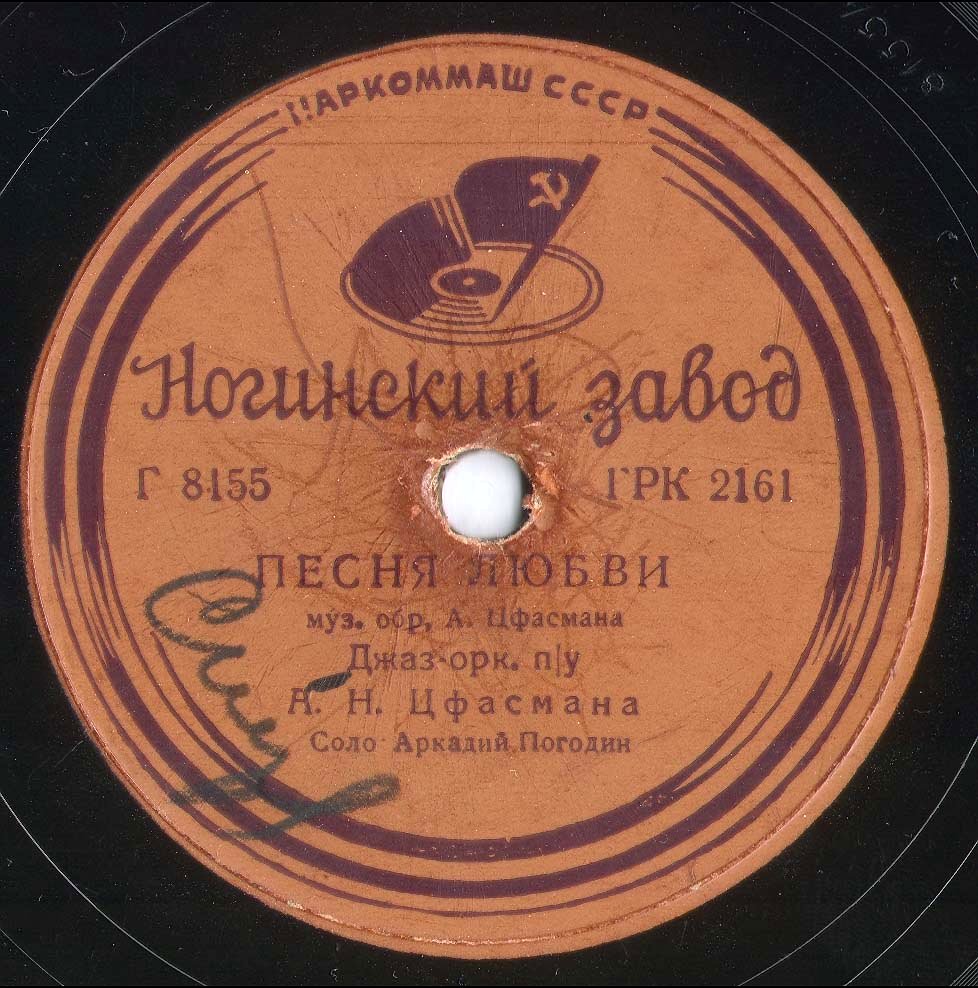 НАРКОММАШ СССР
Ногинский завод
Г 8155 ГРК 2161
ПЕСНЯ ЛЮБВИ
муз. обр. А. Цфасмана
Джаз-орк. п/у
А. Н. Цфасмана
Соло Аркадий Погодин